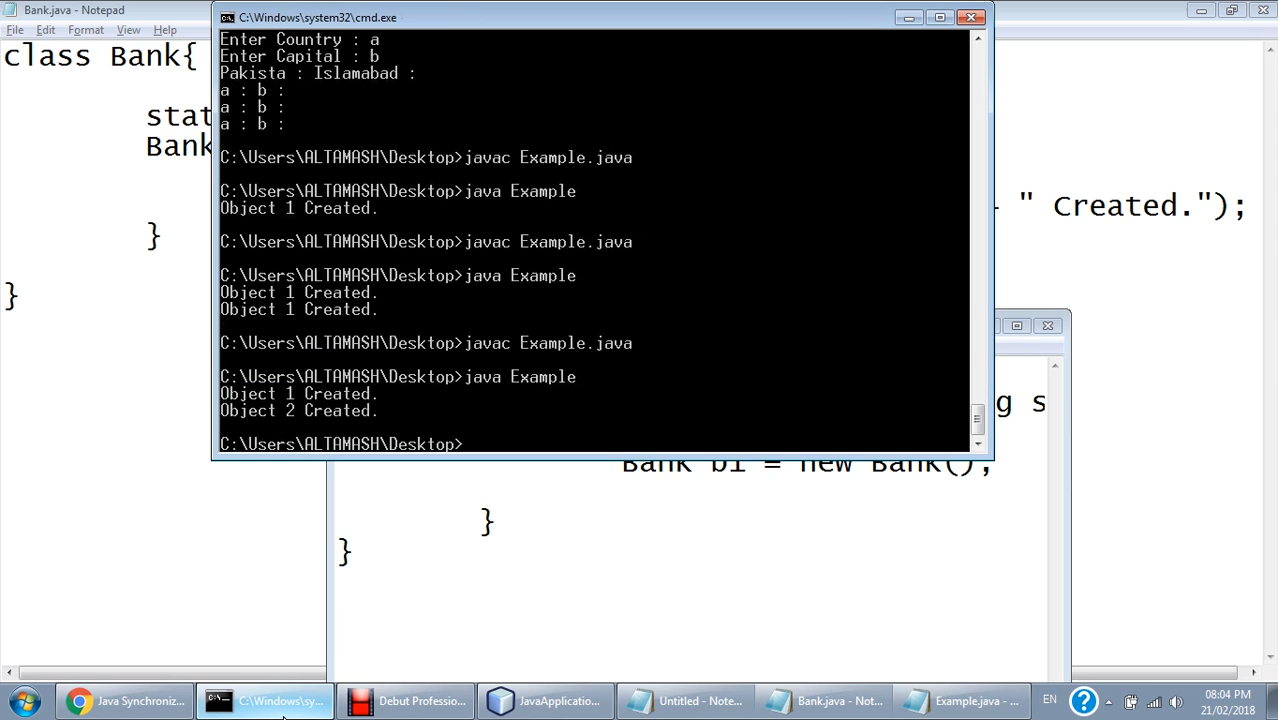 Bank.java - Notepad
File Edit Format View Help
class Bank{
stat
Bank
" Created.");
}
}
C:\Windows\system32\cmd.exe
Enter Country : a
Enter Capital : b
Pakista : Islamabad :
a : b :
a : b :
a : b :
C:\Users\ALTAMASH\Desktop>javac Example.java
C:\Users\ALTAMASH\Desktop>java Example
Object 1 Created.
C:\Users\ALTAMASH\Desktop>javac Example.java
C:\Users\ALTAMASH\Desktop>java Example
Object 1 Created.
Object 1 Created.
C:\Users\ALTAMASH\Desktop>javac Example.java
C:\Users\ALTAMASH\Desktop>java Example
Object 1 Created.
Object 2 Created.
C:\Users\ALTAMASH\Desktop>
g s
Bank b1 = new Bank();
}
}
Java Synchroniz...
C:\Windows\sy...
Debut Professio...
JavaApplicatio...
Untitled - Note...
Bank.java - Not...
Example.java - ...
EN
08:04 PM
21/02/2018